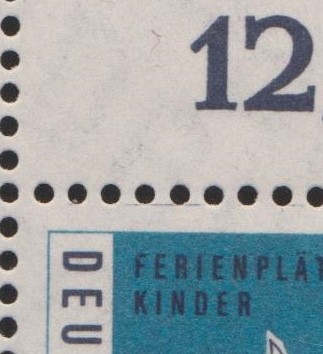 12,
FERIENPLÄT
KINDER
DEU